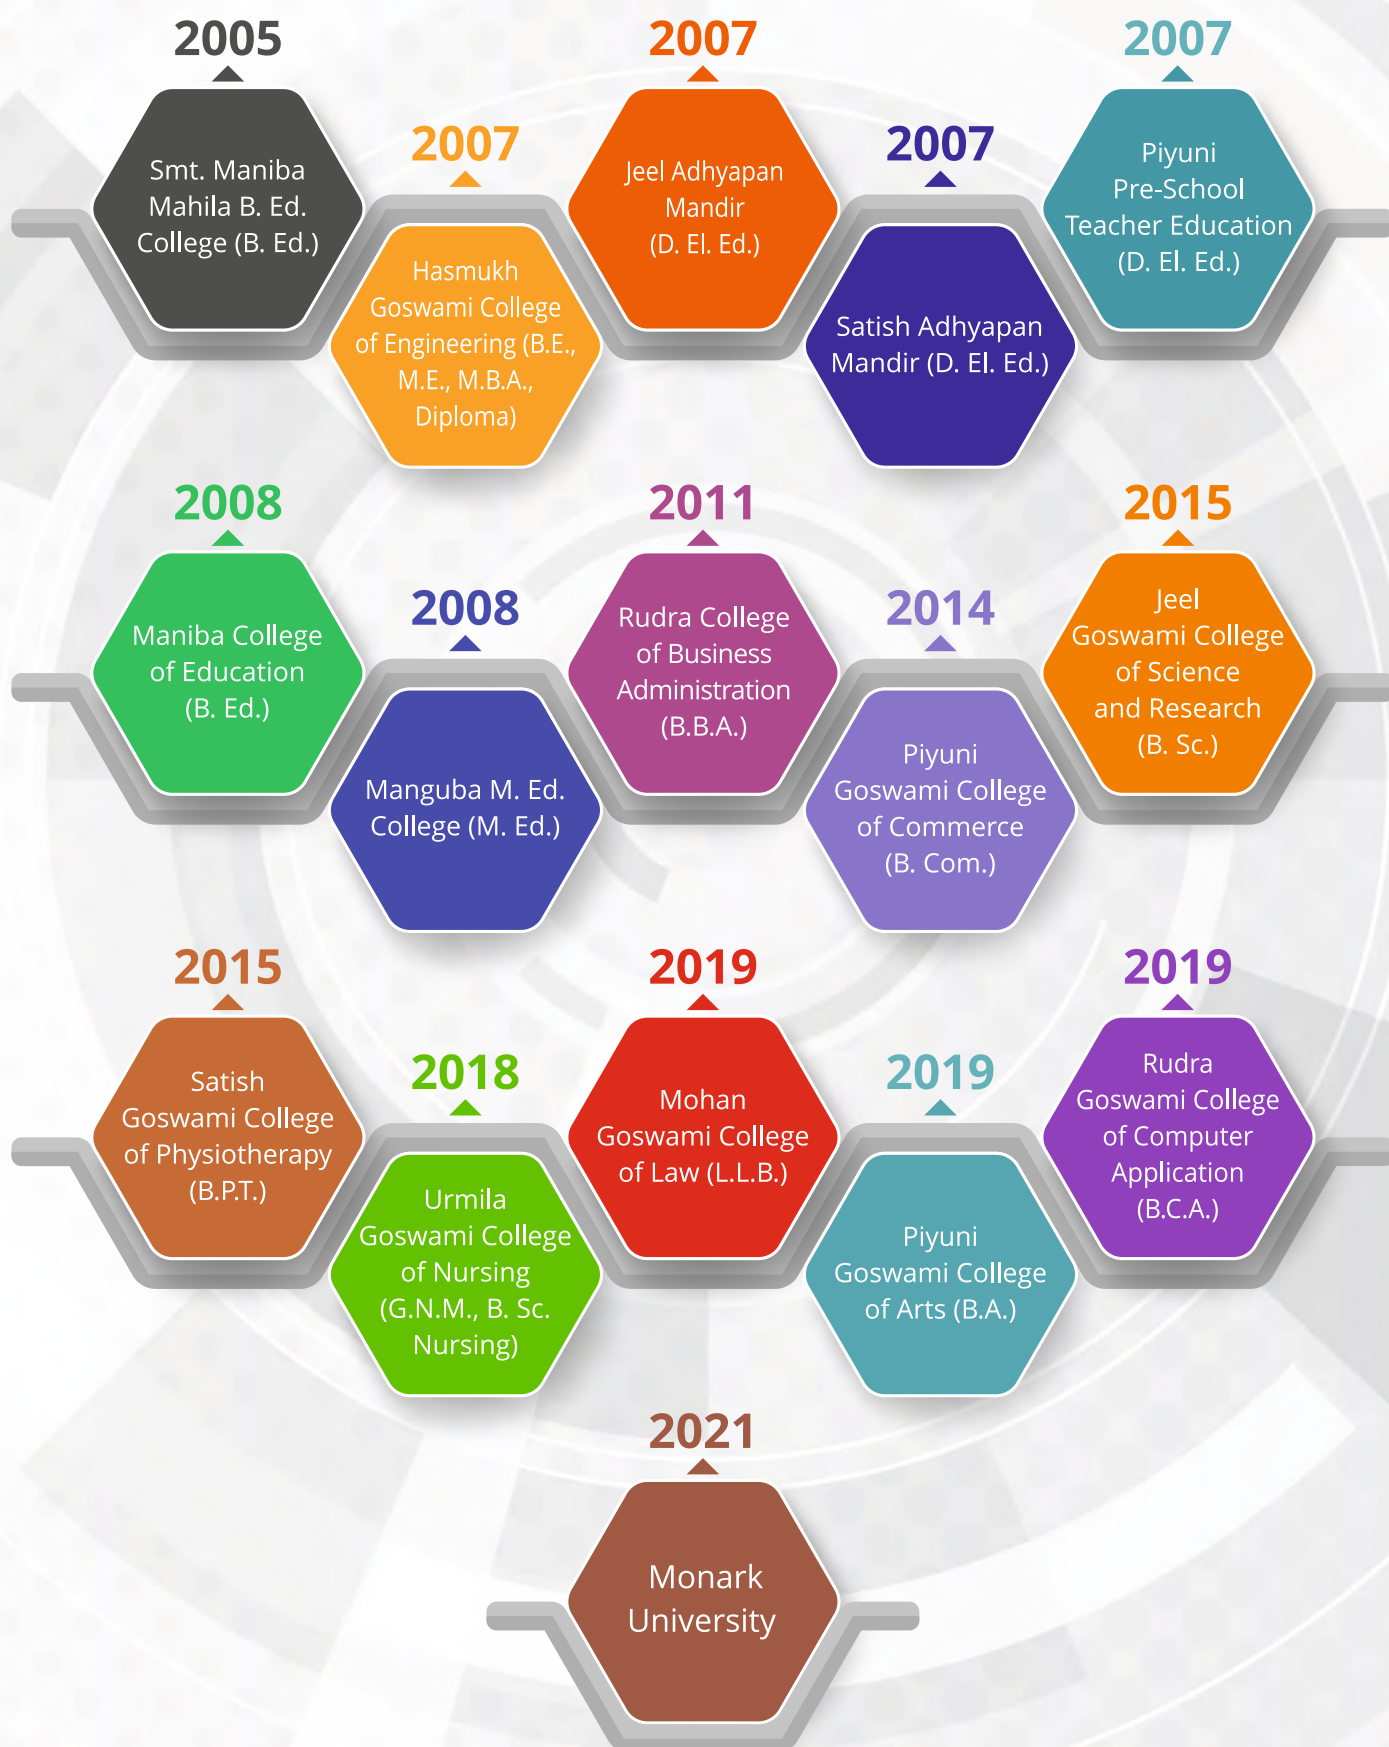 2005
Smt. Maniba
Mahila B. Ed.
College (B. Ed.)
2007
Hasmukh
Goswami College
of Engineering (B.E.,
M.E., M.B.A.,
Diploma)
2007
Jeel Adhyapan
Mandir
(D. El. Ed.)
2007
Satish Adhyapan
Mandir (D. El. Ed.)
2007
Piyuni
Pre-School
Teacher Education
(D. El. Ed.)
2008
Maniba College
of Education
(B. Ed.)
2008
Manguba M. Ed.
College (M. Ed.)
2011
Rudra College
of Business
Administration
(B.B.A.)
2014
Piyuni
Goswami College
of Commerce
(B. Com.)
2015
Jeel
Goswami College
of Science
and Research
(B. Sc.)
2015
Satish
Goswami College
of Physiotherapy
(B.P.T.)
2018
Urmila
Goswami College
of Nursing
(G.N.M., B. Sc.
Nursing)
2019
Mohan
Goswami College
of Law (L.L.B.)
2019
Piyuni
Goswami College
of Arts (B.A.)
2019
Rudra
Goswami College
of Computer
Application
(B.C.A.)
2021
Monark
University